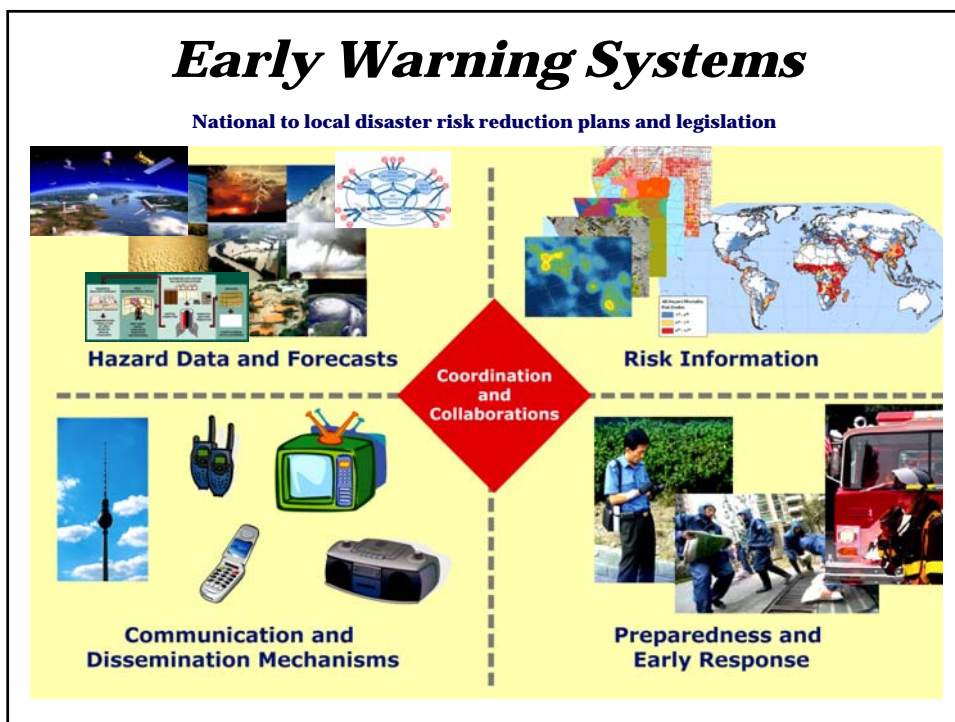 Early Warning Systems
National to local disaster risk reduction plans and legislation
Hazard Data and Forecasts
Risk Information
Coordination
and
Collaborations
Communication and
Dissemination Mechanisms
Preparedness and
Early Response